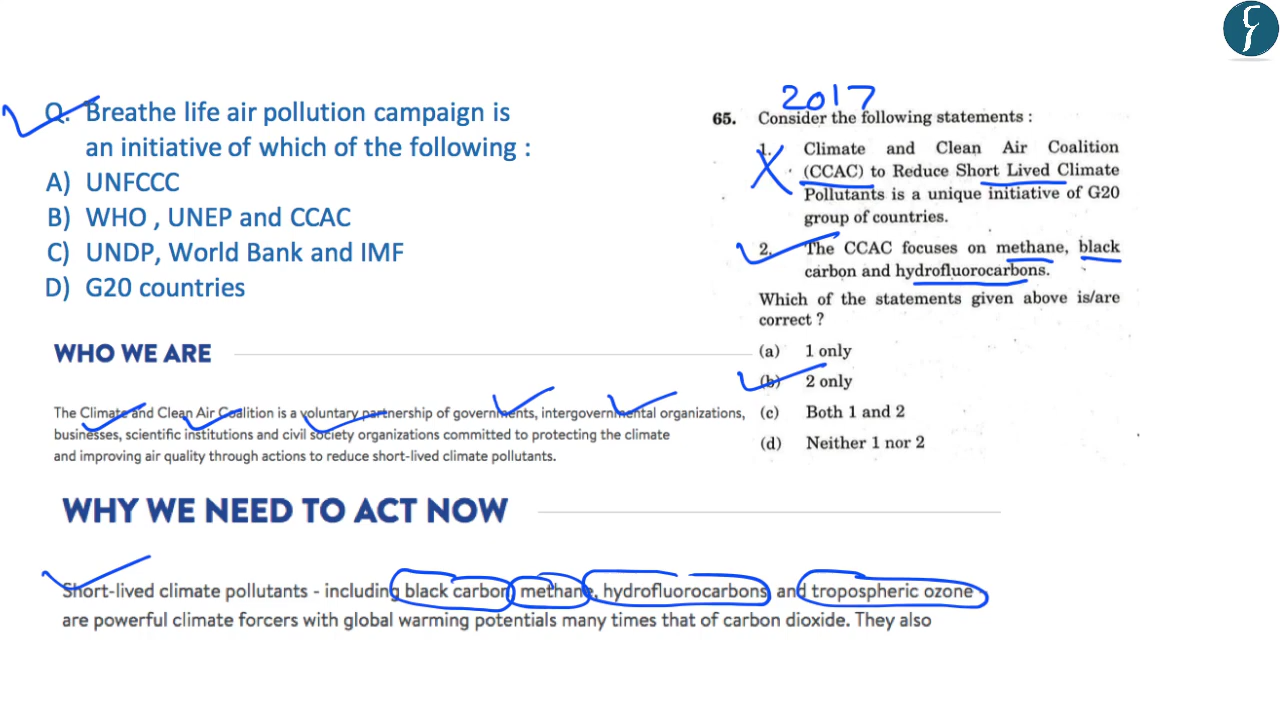 Q. Breathe life air pollution campaign is
an initiative of which of the following :
A) UNFCCC
B) WHO , UNEP and CCAC
C) UNDP, World Bank and IMF
D) G20 countries
2017
65. Consider the following statements :
1. Climate and Clean Air Coalition
(CCAC) to Reduce Short Lived Climate
Pollutants is a unique initiative of G20
group of countries.
2. The CCAC focuses on methane, black
carbon and hydrofluorocarbons.
Which of the statements given above is/are
correct ?
(a) 1 only
(b) 2 only
(c) Both 1 and 2
(d) Neither 1 nor 2
WHO WE ARE
The Climate and Clean Air Coalition is a voluntary partnership of governments, intergovernmental organizations,
businesses, scientific institutions and civil society organizations committed to protecting the climate
and improving air quality through actions to reduce short-lived climate pollutants.
WHY WE NEED TO ACT NOW
Short-lived climate pollutants - including black carbon, methane, hydrofluorocarbons, and tropospheric ozone
are powerful climate forcers with global warming potentials many times that of carbon dioxide. They also